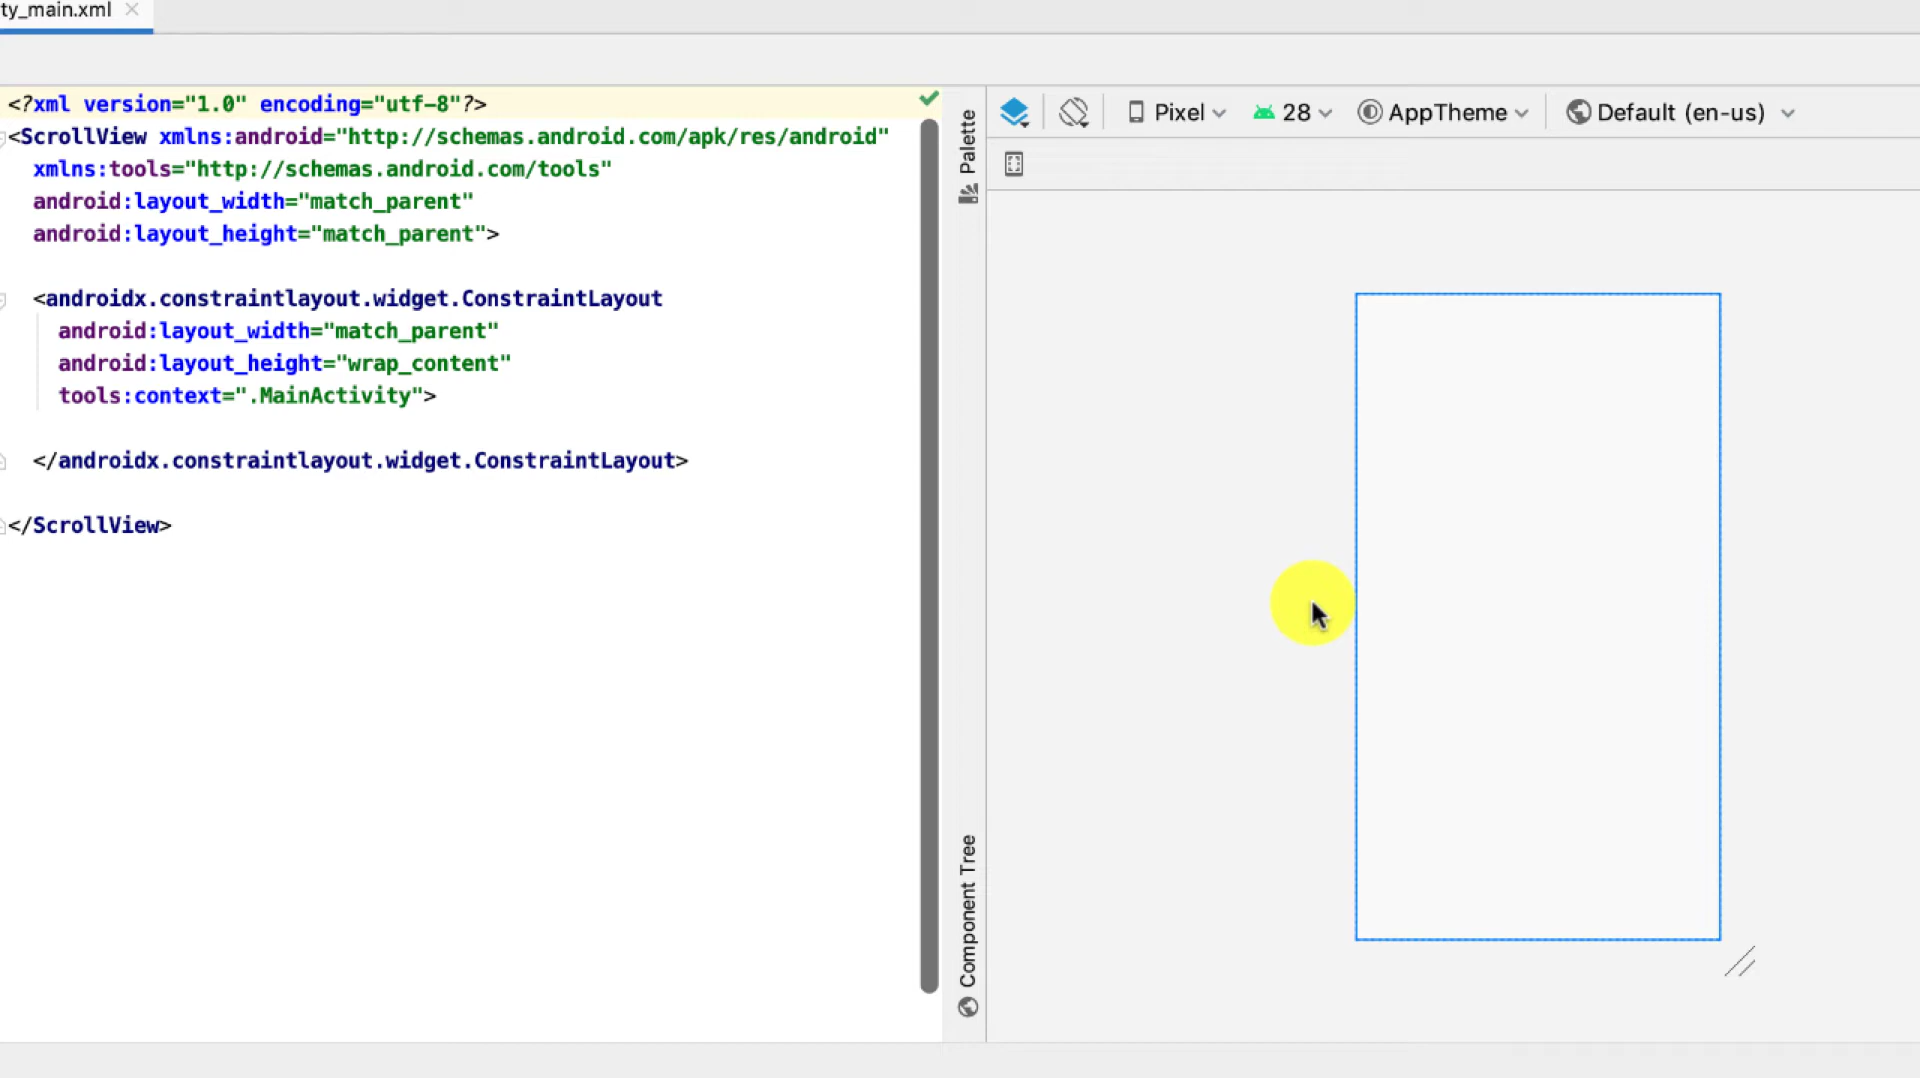 ty_main.xml
<?xml version="1.0" encoding="utf-8"?>
<ScrollView xmlns:android="http://schemas.android.com/apk/res/android"
xmlns:tools="http://schemas.android.com/tools"
android:layout_width="match_parent"
android:layout_height="match_parent">
<androidx.constraintlayout.widget.ConstraintLayout
android:layout_width="match_parent"
android:layout_height="wrap_content"
tools:context=".MainActivity">
</androidx.constraintlayout.widget.ConstraintLayout>
</ScrollView>
Palette
Component Tree
Pixel 28 AppTheme Default (en-us)